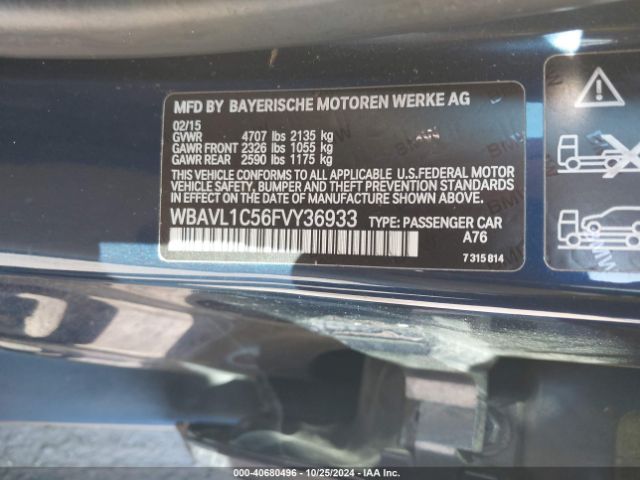 MFD BY BAYERISCHE MOTOREN WERKE AG
02/15
GVWR 4707 lbs 2135 kg
GAWR FRONT 2326 lbs 1055 kg
GAWR REAR 2590 lbs 1175 kg
THIS VEHICLE CONFORMS TO ALL APPLICABLE U.S.FEDERAL MOTOR
VEHICLE SAFETY, BUMPER, AND THEFT PREVENTION STANDARDS IN
EFFECT ON THE DATE OF MANUFACTURE SHOWN ABOVE.
WBAVL1C56FVY36933 TYPE: PASSENGER CAR
A76
7 315 814
000-40680496 - 10/25/2024 - IAA Inc.